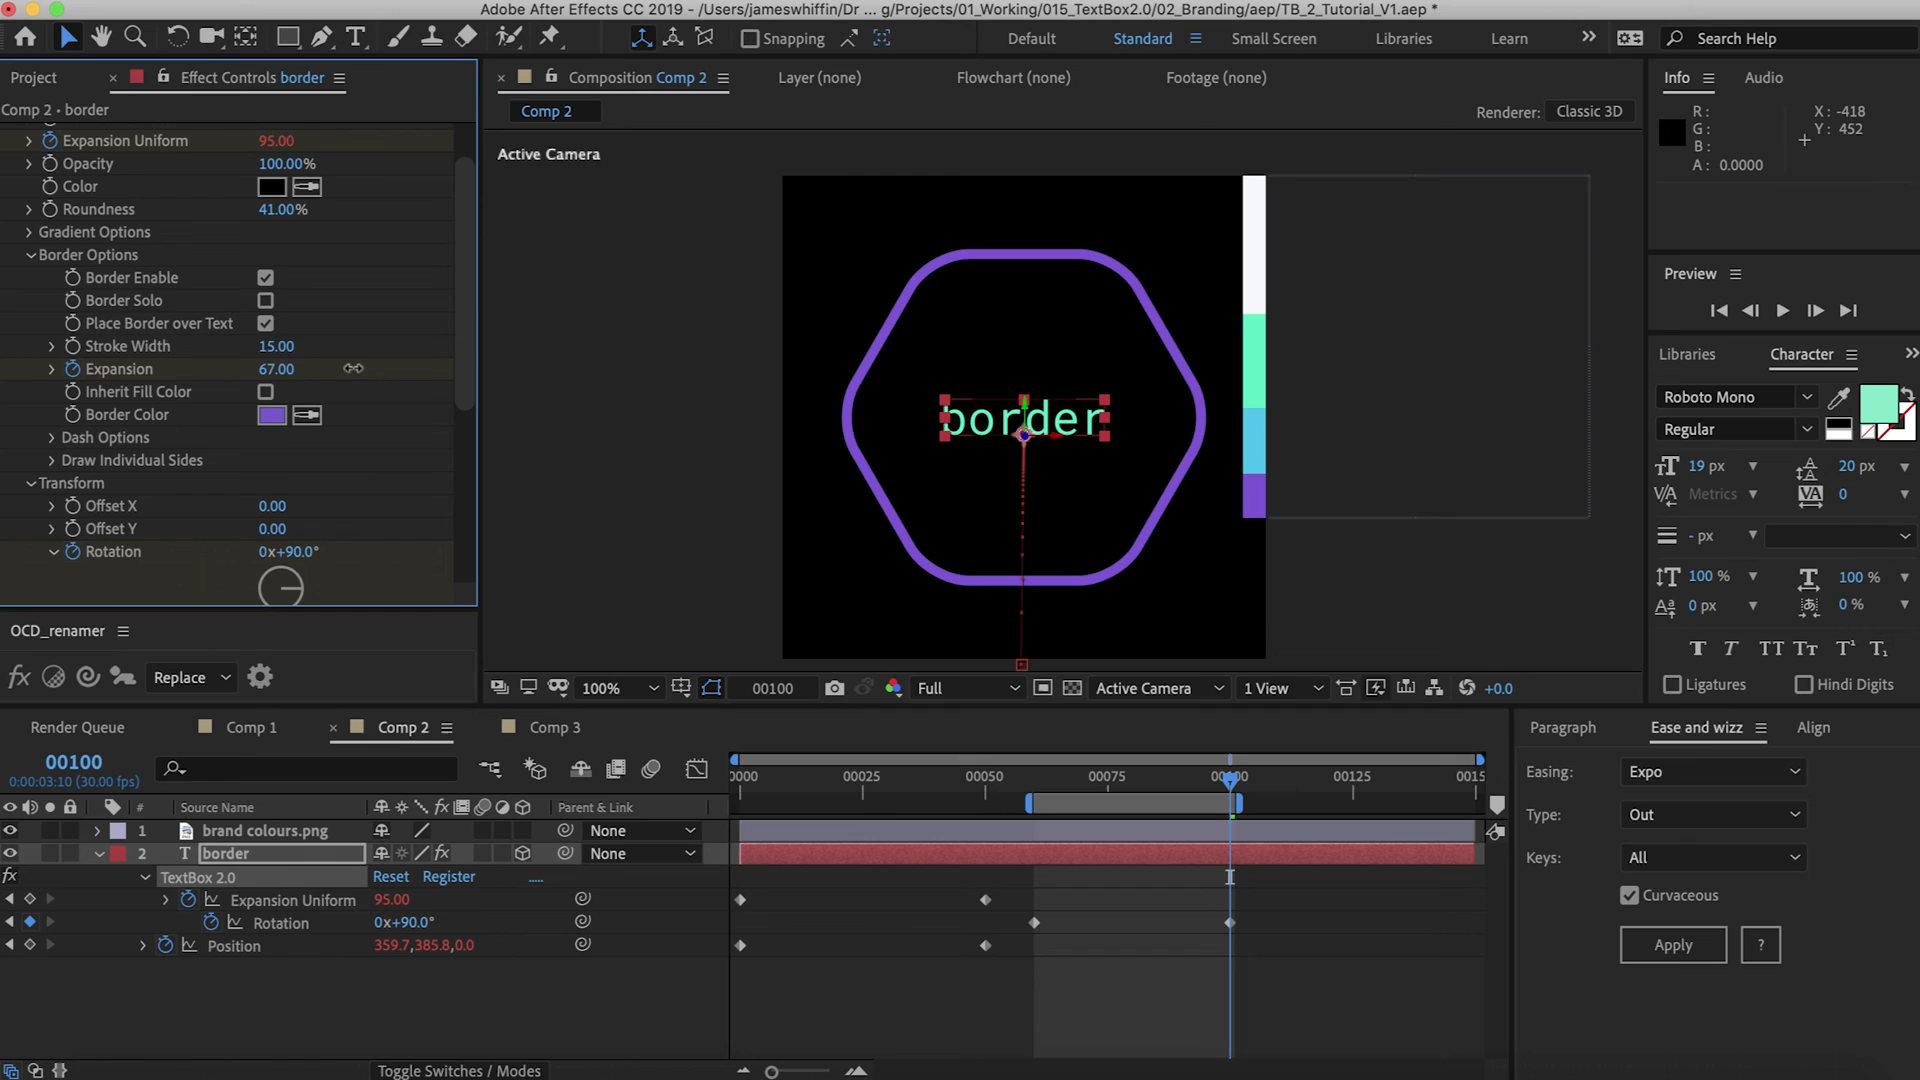 Adobe After Effects CC 2019 - /Users/jameswhiffin/Dr ... g/Projects/01_Working/015_TextBox2.0/02_Branding/aep/TB_2_Tutorial_V1.aep *
Snapping
Default
Standard
Small Screen
Libraries
Learn
Search Help
Project
Effect Controls border
Composition Comp 2
Layer (none)
Flowchart (none)
Footage (none)
Info
Audio
Comp 2 • border
Comp 2
Renderer: Classic 3D
R:
G:
B:
A: 0.0000
X: -418
Y: 452
Active Camera
Expansion Uniform 95.00
Opacity 100.00%
Color
Roundness 41.00%
Gradient Options
Border Options
Border Enable
Border Solo
Place Border over Text
Stroke Width 15.00
Expansion 67.00
Inherit Fill Color
Border Color
Dash Options
Draw Individual Sides
Transform
Offset X 0.00
Offset Y 0.00
Rotation 0x+90.0°
border
Preview
Libraries
Character
Roboto Mono
Regular
19 px
20 px
Metrics
0
- px
100 %
100 %
0 px
0 %
Ligatures
Hindi Digits
OCD_renamer
fx
Replace
100%
00100
Full
Active Camera
1 View
+0.0
Render Queue
Comp 1
Comp 2
Comp 3
Paragraph
Ease and wizz
Align
00100
0:00:03:10 (30.00 fps)
0000
00025
00050
00075
00100
00125
0015
Easing: Expo
Type: Out
Keys: All
Curvaceous
Apply
?
# Source Name
Parent & Link
1 brand colours.png None
2 T border fx None
fx TextBox 2.0 Reset Register .....
Expansion Uniform 95.00
Rotation 0x+90.0°
Position 359.7,385.8,0.0
Toggle Switches / Modes